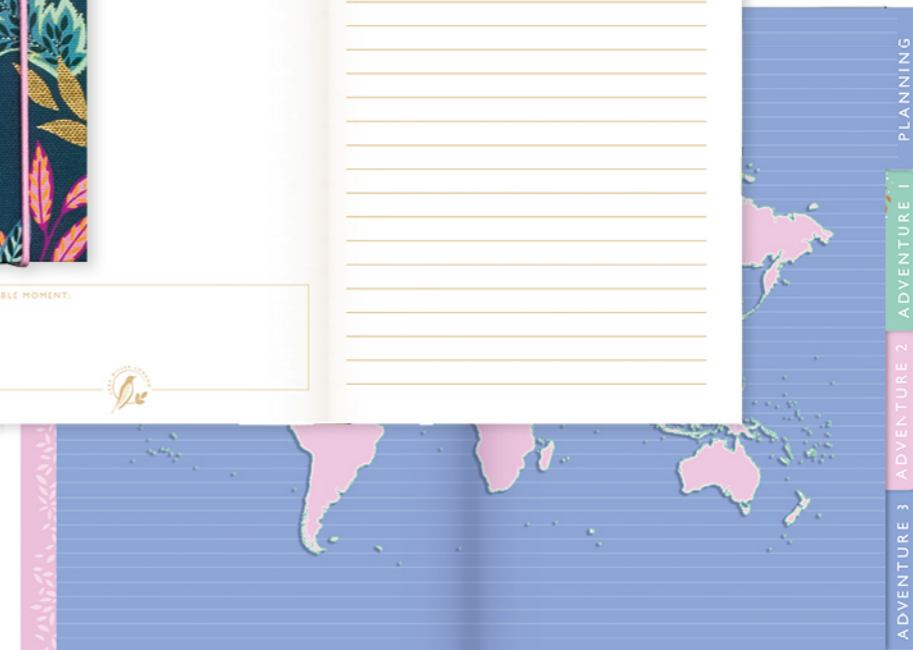 PLANNING
ADVENTURE 1
ADVENTURE 2
ADVENTURE 3
BLE MOMENT: